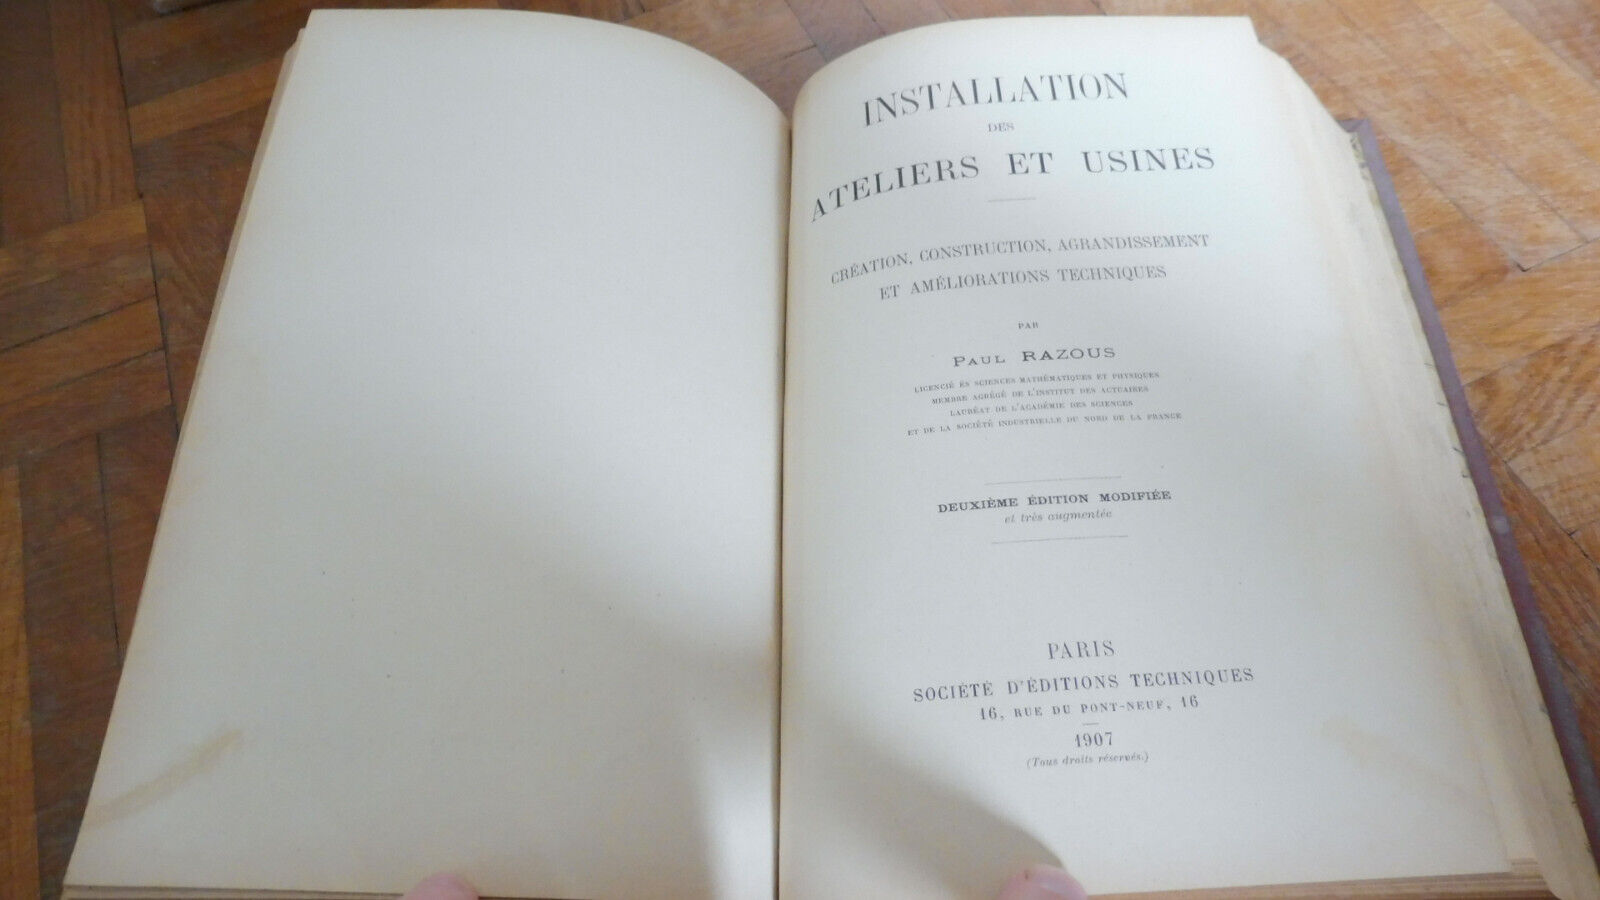 INSTALLATION
DES
ATELIERS ET USINES
CRÉATION, CONSTRUCTION, AGRANDISSEMENT
ET AMÉLIORATIONS TECHNIQUES
PAR
PAUL RAZOUS
LICENCIÉ ÈS SCIENCES MATHÉMATIQUES ET PHYSIQUES
MEMBRE AGRÉGÉ DE L'INSTITUT DES ACTUAIRES
LAURÉAT DE L'ACADÉMIE DES SCIENCES
ET DE LA SOCIÉTÉ INDUSTRIELLE DU NORD DE LA FRANCE
DEUXIÈME ÉDITION MODIFIÉE
et très augmentée
PARIS
SOCIÉTÉ D'ÉDITIONS TECHNIQUES
16, RUE DU PONT-NEUF, 16
1907
(Tous droits réservés.)